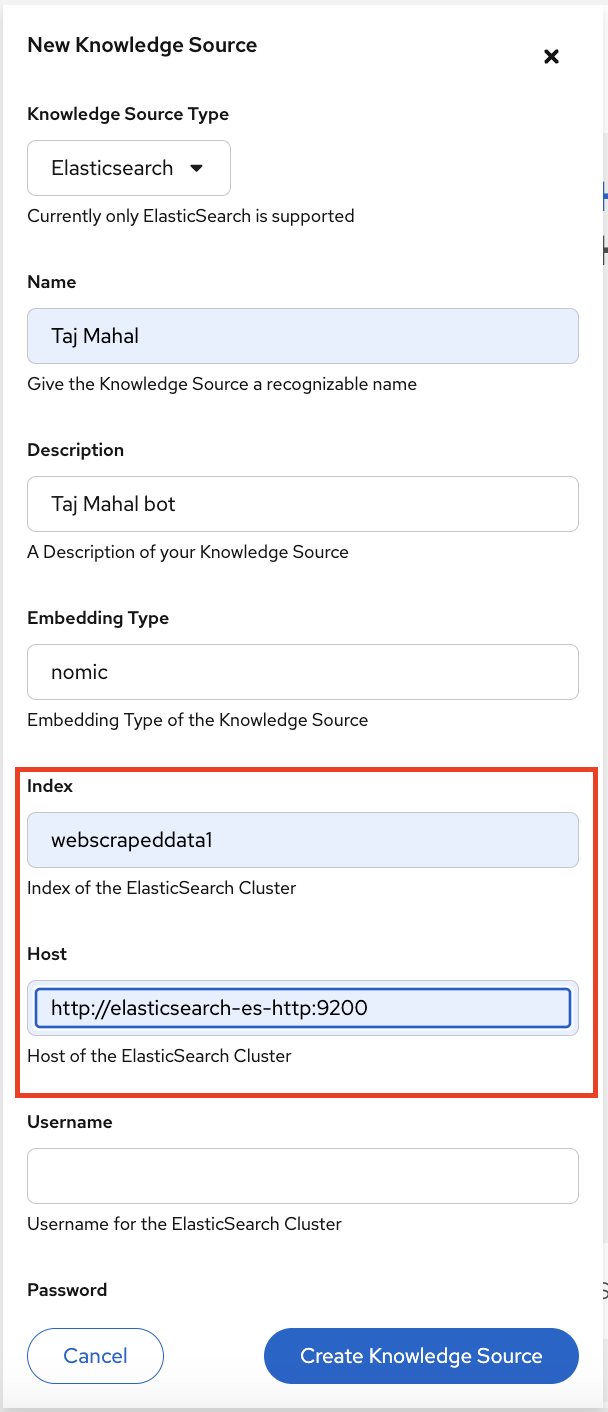 New Knowledge Source
Knowledge Source Type
Elasticsearch
Currently only ElasticSearch is supported
Name
Taj Mahal
Give the Knowledge Source a recognizable name
Description
Taj Mahal bot
A Description of your Knowledge Source
Embedding Type
nomic
Embedding Type of the Knowledge Source
Index
webscrapeddata1
Index of the ElasticSearch Cluster
Host
http://elasticsearch-es-http:9200
Host of the ElasticSearch Cluster
Username
Username for the ElasticSearch Cluster
Password
Cancel
Create Knowledge Source